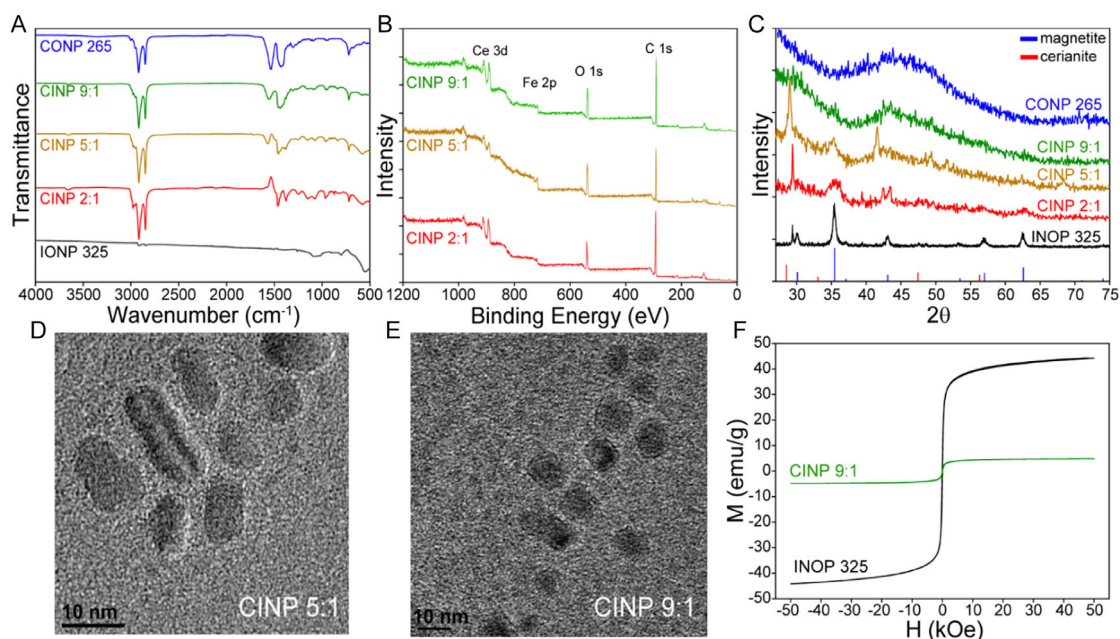 A
CONP 265
CINP 9:1
CINP 5:1
CINP 2:1
IONP 325
Transmittance
4000 3500 3000 2500 2000 1500 1000 500
Wavenumber (cm⁻¹)
B
Ce 3d
Fe 2p
O 1s
C 1s
CINP 9:1
CINP 5:1
CINP 2:1
Intensity
1200 1000 800 600 400 200 0
Binding Energy (eV)
C
magnetite
cerianite
CONP 265
CINP 9:1
CINP 5:1
CINP 2:1
INOP 325
Intensity
30 35 40 45 50 55 60 65 70 75
2θ
D
10 nm
CINP 5:1
E
10 nm
CINP 9:1
F
50
40
30
20
10
0
-10
-20
-30
-40
-50
M (emu/g)
CINP 9:1
INOP 325
-50 -40 -30 -20 -10 0 10 20 30 40 50
H (kOe)